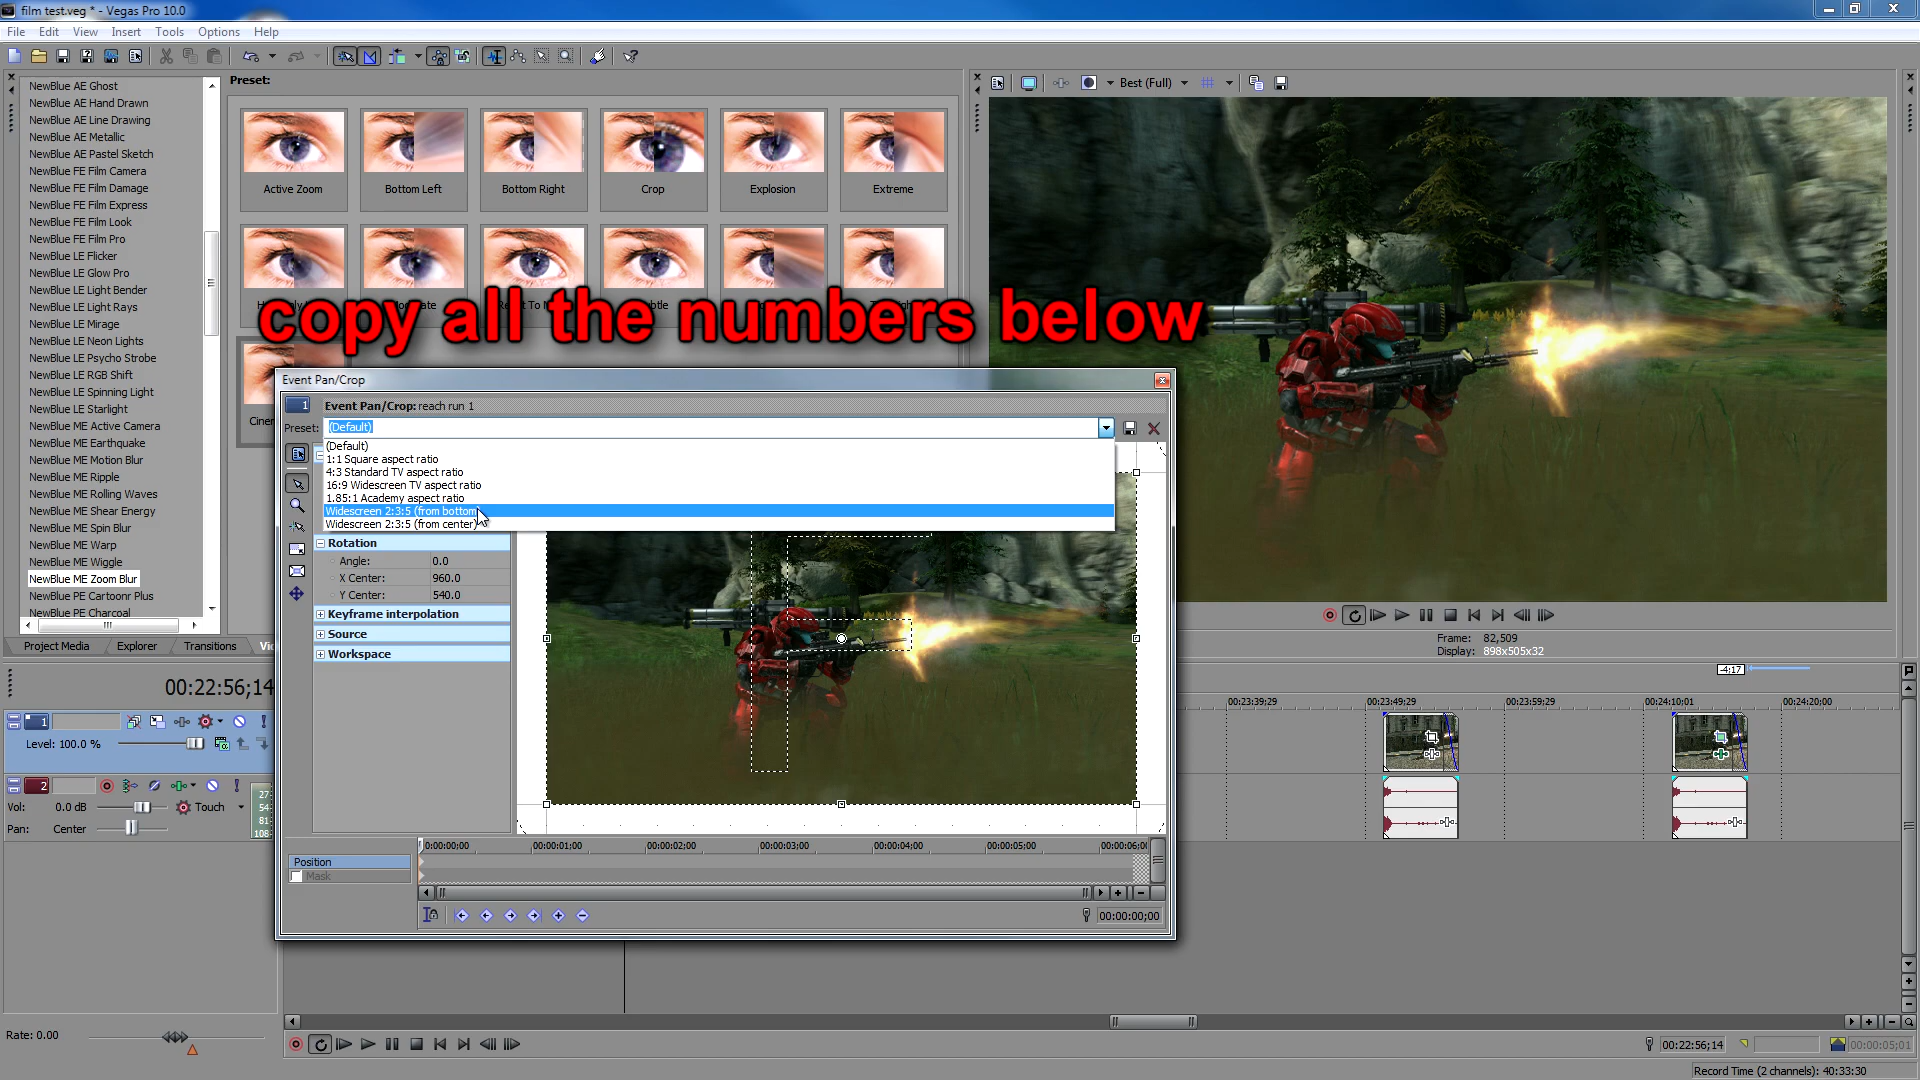 film test.veg * - Vegas Pro 10.0
File Edit View Insert Tools Options Help
NewBlue AE Ghost
NewBlue AE Hand Drawn
NewBlue AE Line Drawing
NewBlue AE Metallic
NewBlue AE Pastel Sketch
NewBlue FE Film Camera
NewBlue FE Film Damage
NewBlue FE Film Express
NewBlue FE Film Look
NewBlue FE Film Pro
NewBlue LE Flicker
NewBlue LE Glow Pro
NewBlue LE Light Bender
NewBlue LE Light Rays
NewBlue LE Mirage
NewBlue LE Neon Lights
NewBlue LE Psycho Strobe
NewBlue LE RGB Shift
NewBlue LE Spinning Light
NewBlue LE Starlight
NewBlue ME Active Camera
NewBlue ME Earthquake
NewBlue ME Motion Blur
NewBlue ME Ripple
NewBlue ME Rolling Waves
NewBlue ME Shear Energy
NewBlue ME Spin Blur
NewBlue ME Warp
NewBlue ME Wiggle
NewBlue ME Zoom Blur
NewBlue PE Cartoonr Plus
NewBlue PE Charcoal
Project Media Explorer Transitions
Preset:
Active Zoom Bottom Left Bottom Right Crop Explosion Extreme
copy all the numbers below
Best (Full)
Event Pan/Crop
1 Event Pan/Crop: reach run 1
Preset: (Default)
(Default)
1:1 Square aspect ratio
4:3 Standard TV aspect ratio
16:9 Widescreen TV aspect ratio
1.85:1 Academy aspect ratio
Widescreen 2:3:5 (from bottom
Widescreen 2:3:5 (from center)
Rotation
Angle: 0.0
X Center: 960.0
Y Center: 540.0
Keyframe interpolation
Source
Workspace
0:00:00:00 00:00:01:00 00:00:02:00 00:00:03:00 00:00:04:00 00:00:05:00 00:00:06:0
Position
Mask
00:00:00;00
Frame: 82,509
Display: 898x505x32
-4:17
00:23:39;29 00:23:49;29 00:23:59;29 00:24:10;01 00:24:20;00
00:22:56;14
1
Level: 100.0 %
2
Vol: 0.0 dB Touch
Pan: Center
27
54
81
108
Rate: 0.00
00:22:56;14 00:00:05;01
Record Time (2 channels): 40:33:30